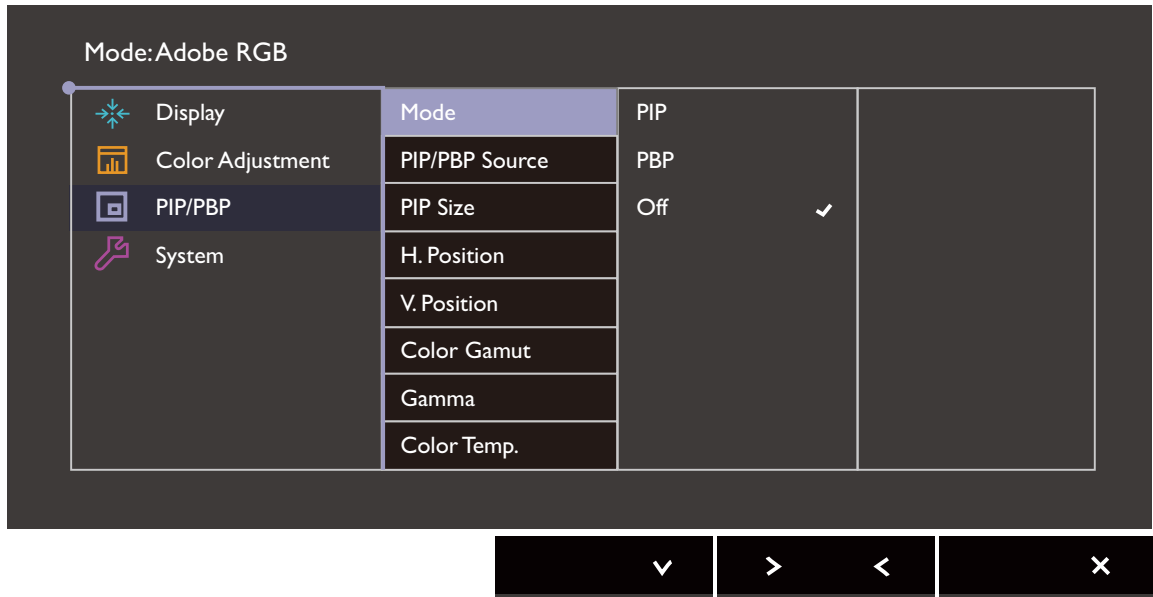 Mode: Adobe RGB
Display
Color Adjustment
PIP/PBP
System
Mode
PIP/PBP Source
PIP Size
H. Position
V. Position
Color Gamut
Gamma
Color Temp.
PIP
PBP
Off